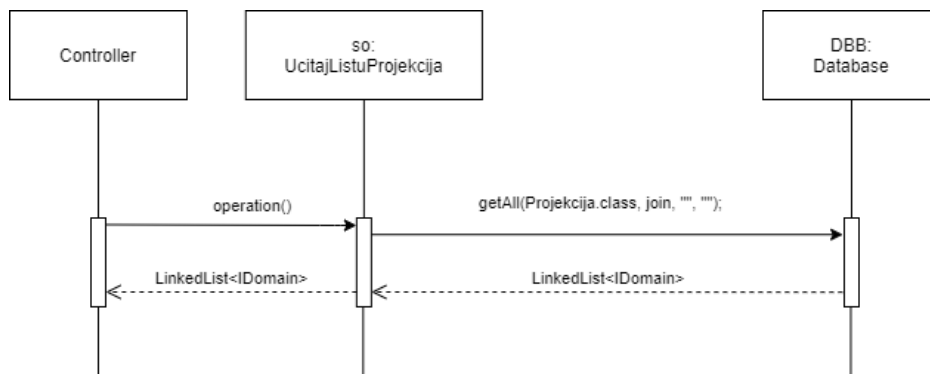 Controller
so:
UcitajListuProjekcija
DBB:
Database
operation()
getAll(Projekcija.class, join, "", "");
LinkedList<IDomain>
LinkedList<IDomain>